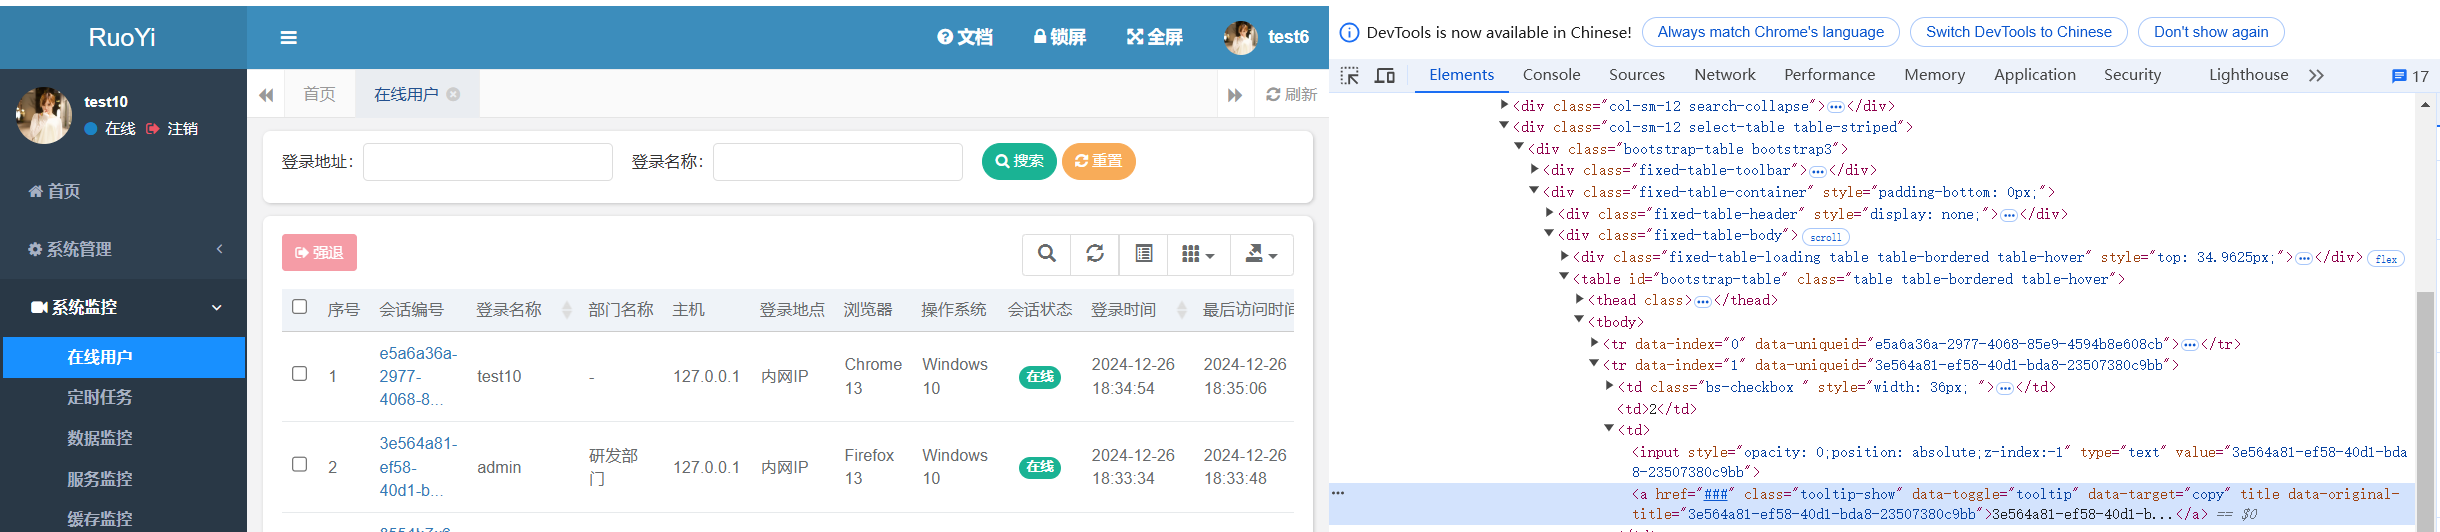 RuoYi
文档
锁屏
全屏
test6
test10
在线
注销
首页
系统管理
系统监控
在线用户
定时任务
数据监控
服务监控
缓存监控
首页
在线用户
刷新
登录地址：
登录名称：
搜索
重置
强退
序号 会话编号 登录名称 部门名称 主机 登录地点 浏览器 操作系统 会话状态 登录时间 最后访问时间
1 e5a6a36a-2977-4068-8... test10 - 127.0.0.1 内网IP Chrome 13 Windows 10 在线 2024-12-26 18:34:54 2024-12-26 18:35:06
2 3e564a81-ef58-40d1-b... admin 研发部门 127.0.0.1 内网IP Firefox 13 Windows 10 在线 2024-12-26 18:33:34 2024-12-26 18:33:48
DevTools is now available in Chinese! Always match Chrome's language Switch DevTools to Chinese Don't show again
Elements Console Sources Network Performance Memory Application Security Lighthouse 17
<div class="col-sm-12 search-collapse">…</div>
<div class="col-sm-12 select-table table-striped">
<div class="bootstrap-table bootstrap3">
<div class="fixed-table-toolbar">…</div>
<div class="fixed-table-container" style="padding-bottom: 0px;">
<div class="fixed-table-header" style="display: none;">…</div>
<div class="fixed-table-body"> scroll
<div class="fixed-table-loading table table-bordered table-hover" style="top: 34.9625px;">…</div> flex
<table id="bootstrap-table" class="table table-bordered table-hover">
<thead class>…</thead>
<tbody>
<tr data-index="0" data-uniqueid="e5a6a36a-2977-4068-85e9-4594b8e608cb">…</tr>
<tr data-index="1" data-uniqueid="3e564a81-ef58-40d1-bda8-23507380c9bb">
<td class="bs-checkbox " style="width: 36px; ">…</td>
<td>2</td>
<td>
<input style="opacity: 0;position: absolute;z-index:-1" type="text" value="3e564a81-ef58-40d1-bda
8-23507380c9bb">
<a href="###" class="tooltip-show" data-toggle="tooltip" data-target="copy" title data-original-
title="3e564a81-ef58-40d1-bda8-23507380c9bb">3e564a81-ef58-40d1-b...</a> == $0